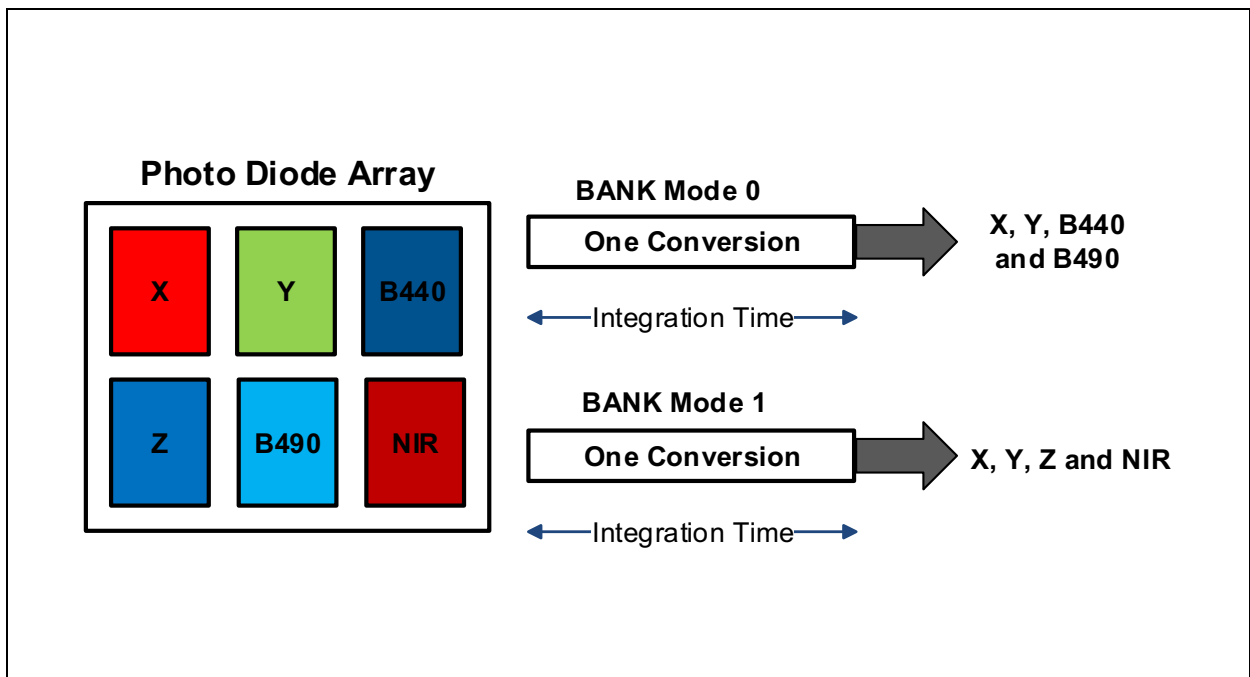 Photo Diode Array
X
Y
B440
Z
B490
NIR
BANK Mode 0
One Conversion
Integration Time
X, Y, B440
and B490
BANK Mode 1
One Conversion
Integration Time
X, Y, Z and NIR